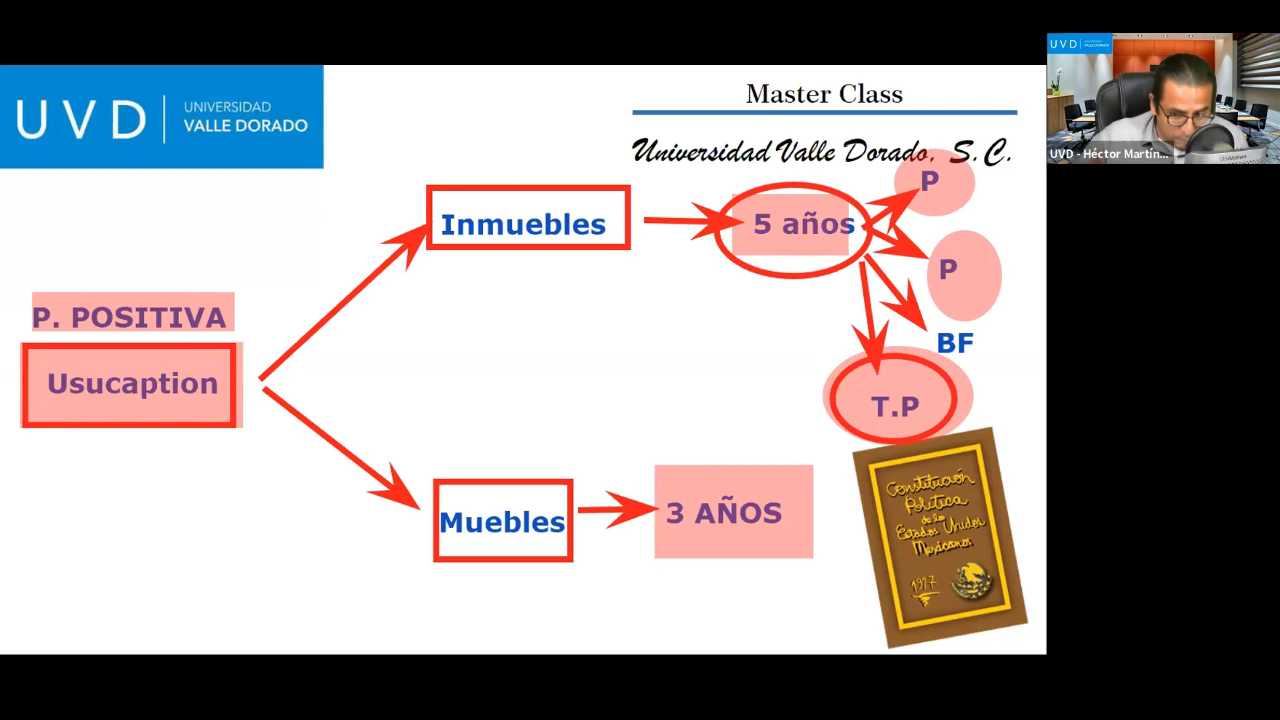 UVD
UNIVERSIDAD
VALLE DORADO
Master Class
Universidad Valle Dorado, S.C.
P
Inmuebles
5 años
P
P. POSITIVA
BF
Usucaption
T.P
Muebles
3 AÑOS
Constitución
Política
de los
Estados Unidos
Mexicanos
1917
UVD
UVD - Héctor Martín...